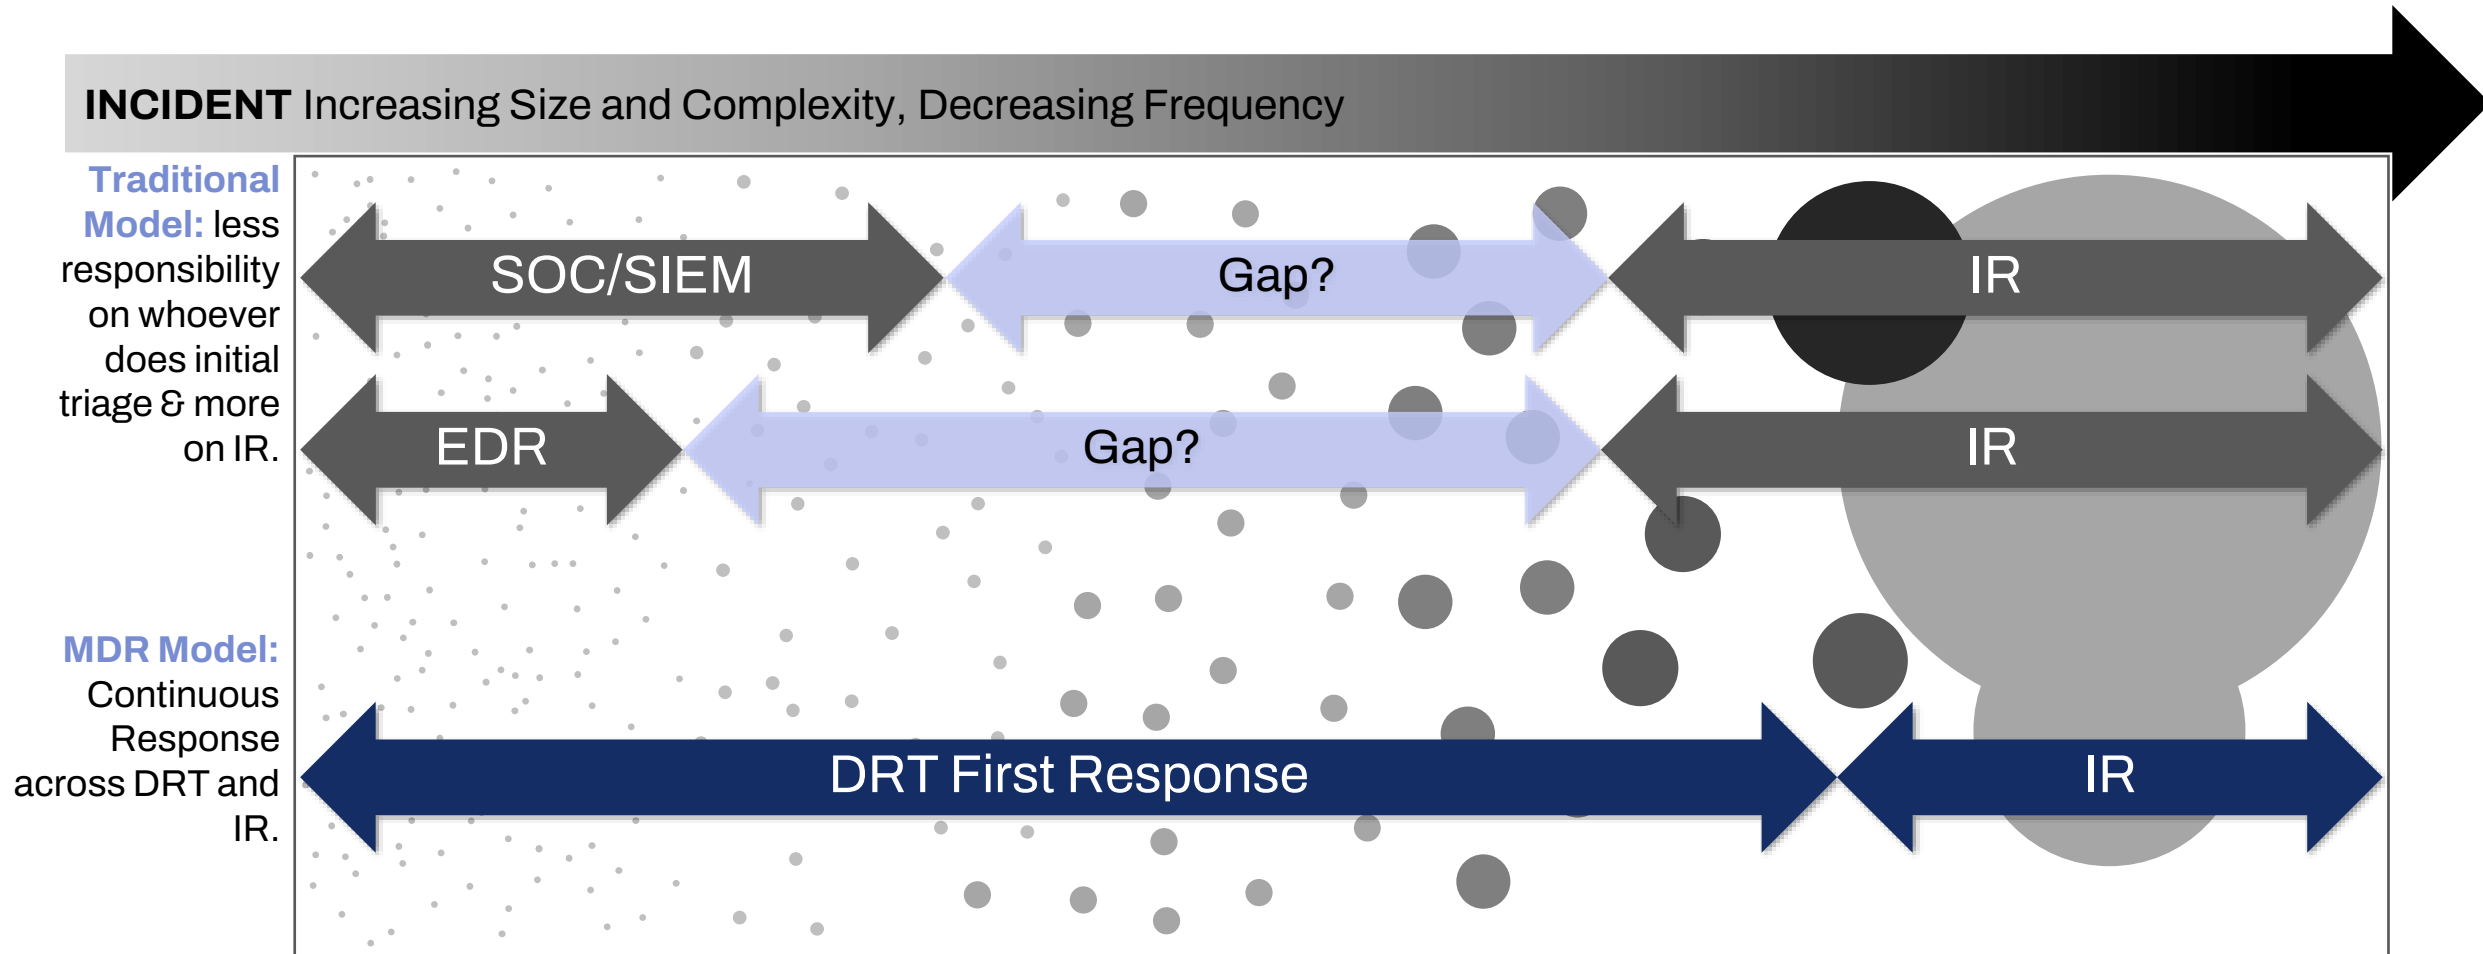 INCIDENT Increasing Size and Complexity, Decreasing Frequency
Traditional
Model: less
responsibility
on whoever
does initial
triage & more
on IR.
SOC/SIEM
Gap?
IR
EDR
Gap?
IR
MDR Model:
Continuous
Response
across DRT and
IR.
DRT First Response
IR